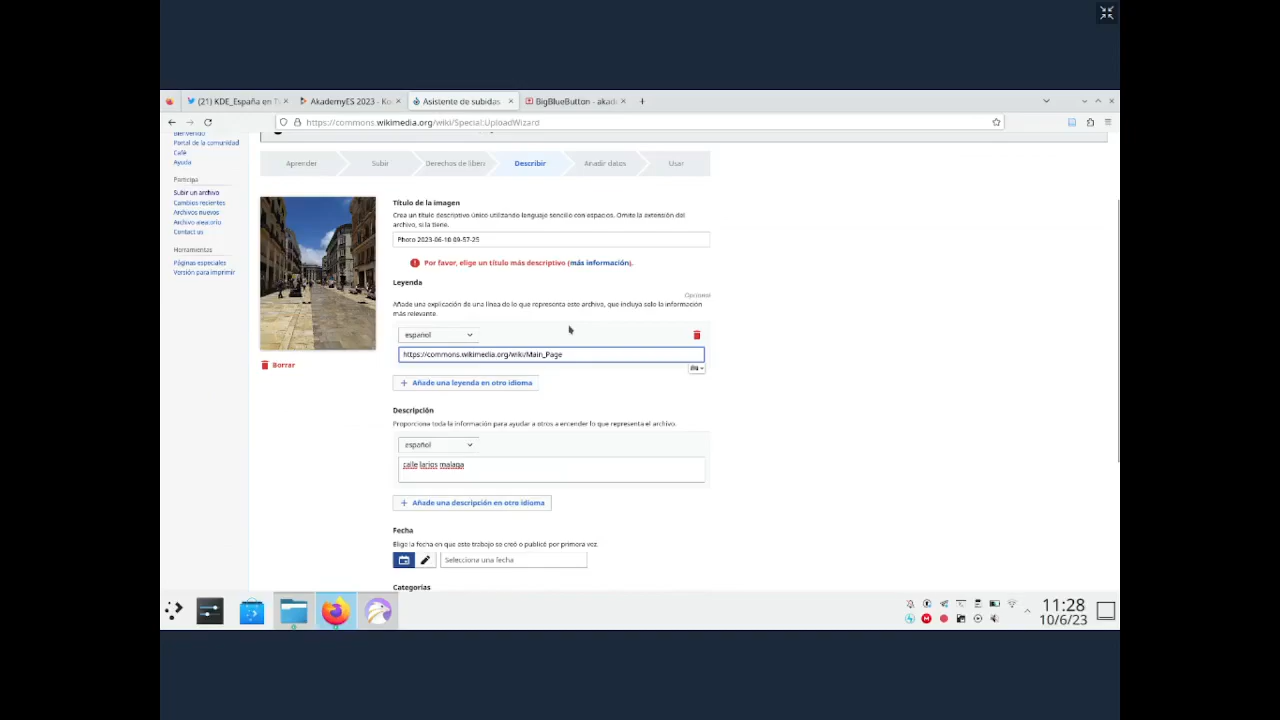 (21) KDE_España en T
AkademyES 2023 - Ko
Asistente de subidas
BigBlueButton - akad
https://commons.wikimedia.org/wiki/Special:UploadWizard
Bienvenido
Portal de la comunidad
Café
Ayuda
Participa
Subir un archivo
Cambios recientes
Archivos nuevos
Archivo aleatorio
Contact us
Herramientas
Páginas especiales
Versión para imprimir
Aprender
Subir
Derechos de libera
Describir
Añadir datos
Usar
Borrar
Título de la imagen
Crea un título descriptivo único utilizando lenguaje sencillo con espacios. Omite la extensión del
archivo, si la tiene.
Photo 2023-06-10 09-57-25
Por favor, elige un título más descriptivo (más información).
Leyenda
Opcional
Añade una explicación de una línea de lo que representa este archivo, que incluya solo la información
más relevante.
español
https://commons.wikimedia.org/wiki/Main_Page
Añade una leyenda en otro idioma
Descripción
Proporcione toda la información para ayudar a otros a entender lo que representa el archivo.
español
calle larios malaga
Añade una descripción en otro idioma
Fecha
Elige la fecha en que este trabajo se creó o publicó por primera vez.
Selecciona una fecha
Categorías
11:28
10/6/23